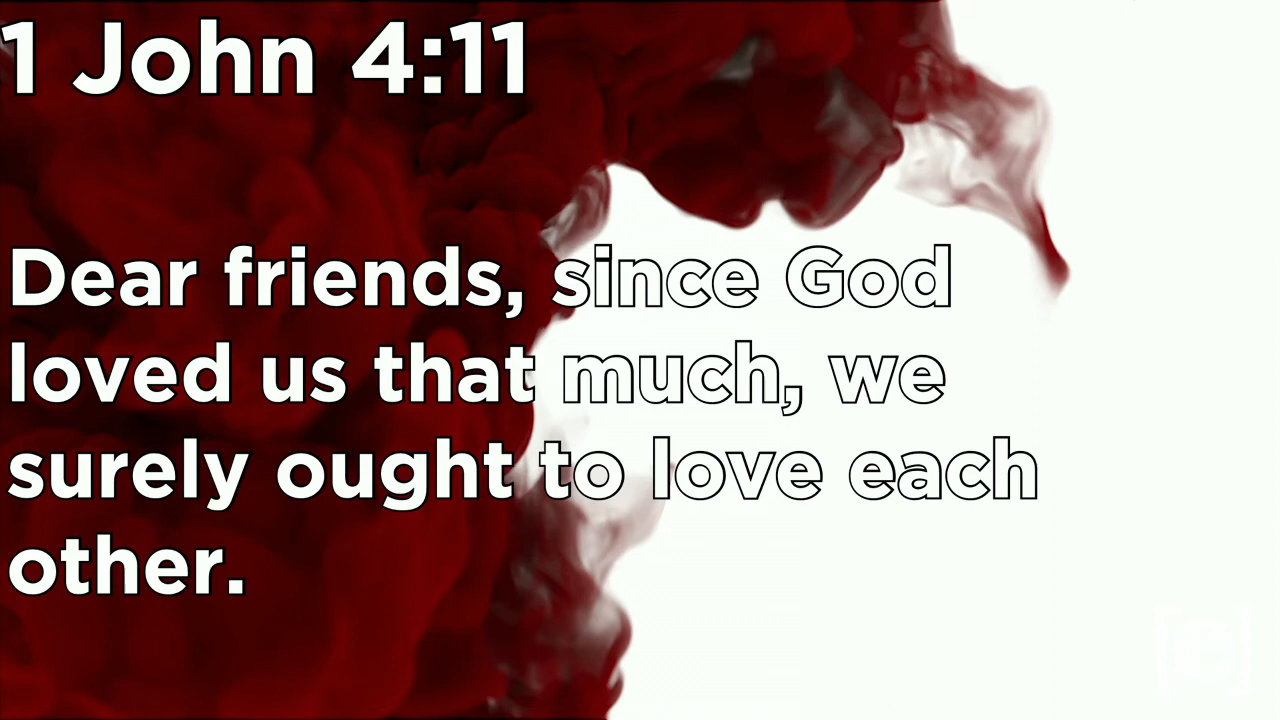 1 John 4:11
Dear friends, since God
loved us that much, we
surely ought to love each
other.